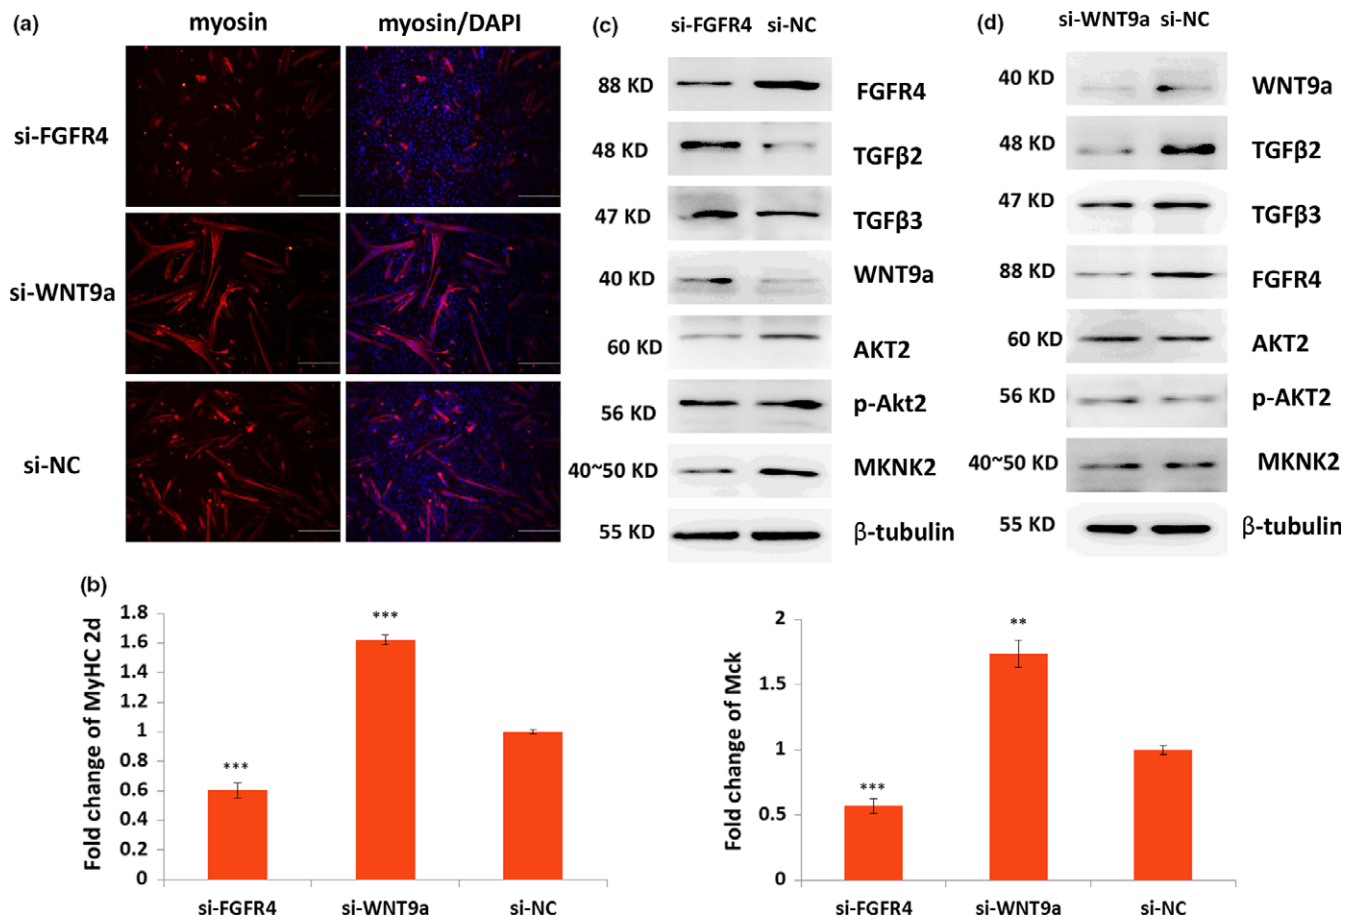 (a)
myosin
myosin/DAPI
si-FGFR4
si-WNT9a
si-NC
(c)
si-FGFR4 si-NC
88 KD FGFR4
48 KD TGFβ2
47 KD TGFβ3
40 KD WNT9a
60 KD AKT2
56 KD p-Akt2
40~50 KD MKNK2
55 KD β-tubulin
(d)
si-WNT9a si-NC
40 KD WNT9a
48 KD TGFβ2
47 KD TGFβ3
88 KD FGFR4
60 KD AKT2
56 KD p-AKT2
40~50 KD MKNK2
55 KD β-tubulin
(b)
Fold change of MyHC 2d
1.8
1.6
1.4
1.2
1
0.8
0.6
0.4
0.2
0
***
***
si-FGFR4 si-WNT9a si-NC
Fold change of Mck
2
1.5
1
0.5
0
***
**
si-FGFR4 si-WNT9a si-NC